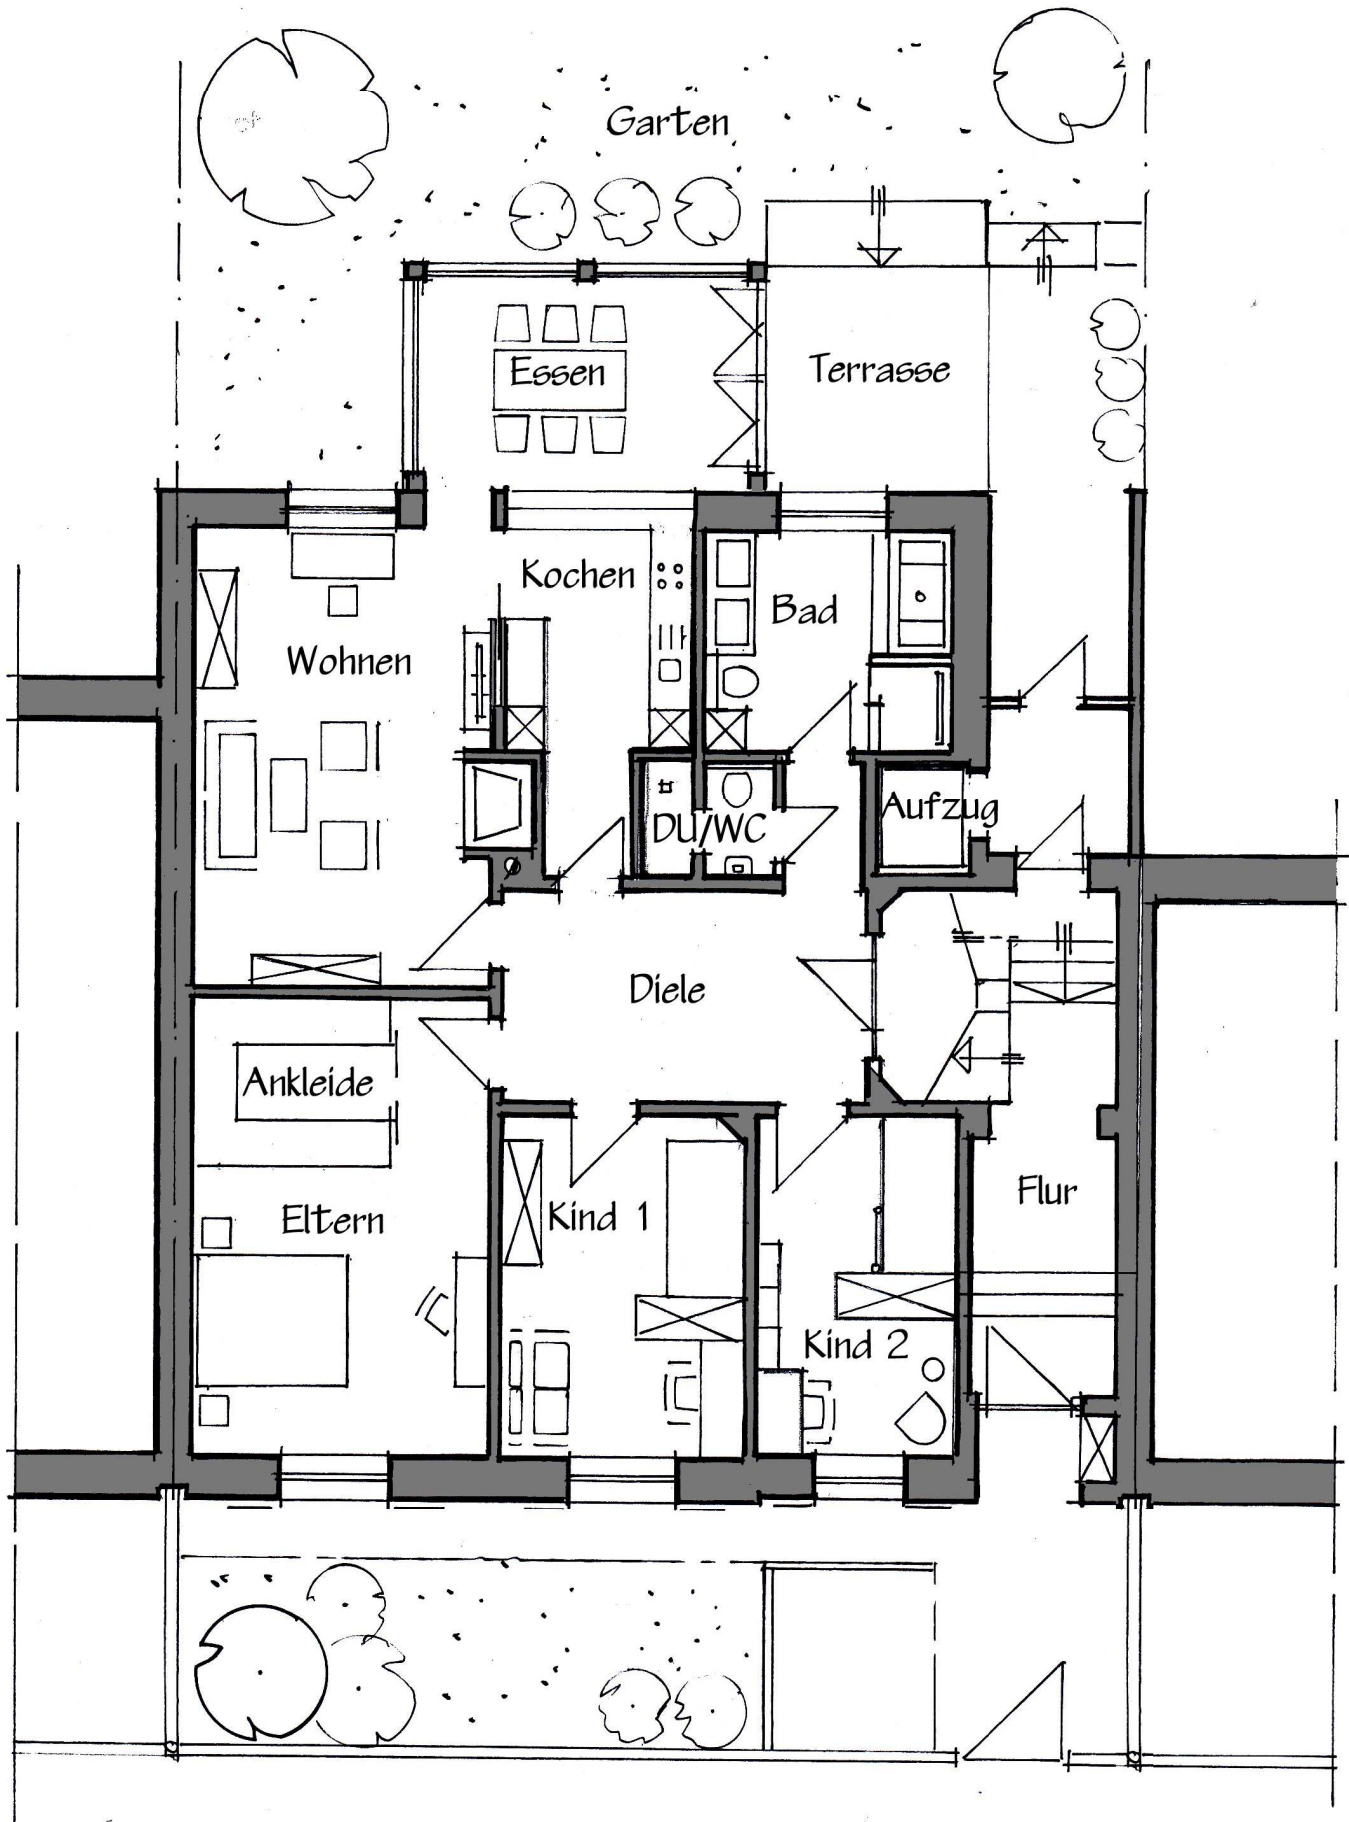 Garten
Essen
Terrasse
Kochen
Bad
Wohnen
Aufzug
DU/WC
Diele
Ankleide
Flur
Eltern
Kind 1
Kind 2